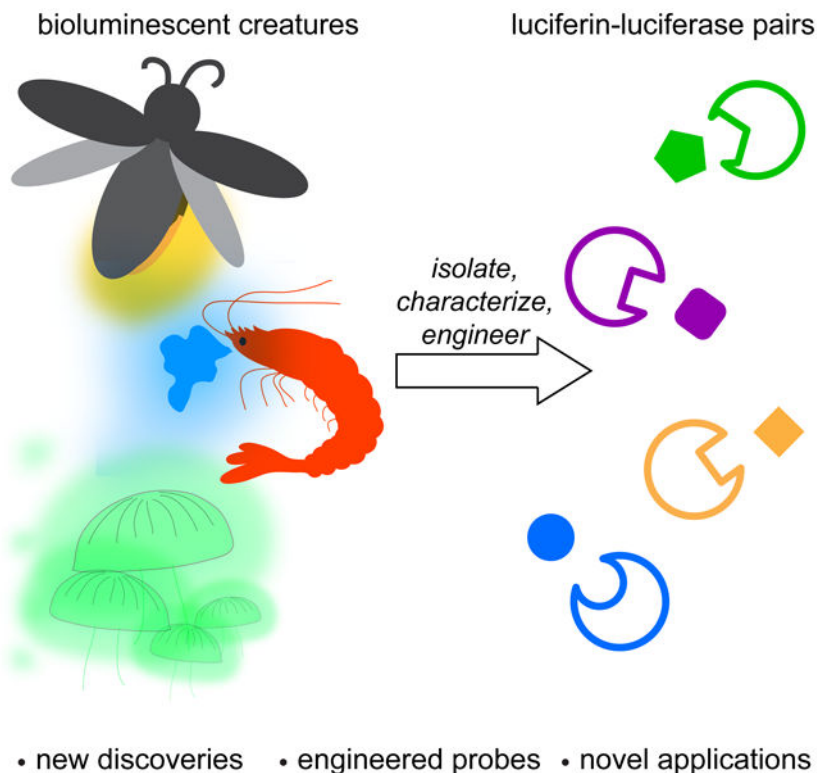 bioluminescent creatures
luciferin-luciferase pairs
isolate,
characterize,
engineer
• new discoveries • engineered probes • novel applications